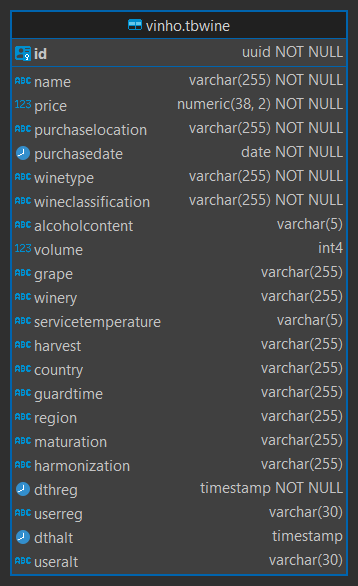 vinho.tbwine
id uuid NOT NULL
ABC name varchar(255) NOT NULL
123 price numeric(38, 2) NOT NULL
ABC purchaselocation varchar(255) NOT NULL
purchasedate date NOT NULL
ABC winetype varchar(255) NOT NULL
ABC wineclassification varchar(255) NOT NULL
ABC alcoholcontent varchar(5)
123 volume int4
ABC grape varchar(255)
ABC winery varchar(255)
ABC servicetemperature varchar(5)
ABC harvest varchar(255)
ABC country varchar(255)
ABC guardtime varchar(255)
ABC region varchar(255)
ABC maturation varchar(255)
ABC harmonization varchar(255)
dthreg timestamp NOT NULL
ABC userreg varchar(30)
dthalt timestamp
ABC useralt varchar(30)